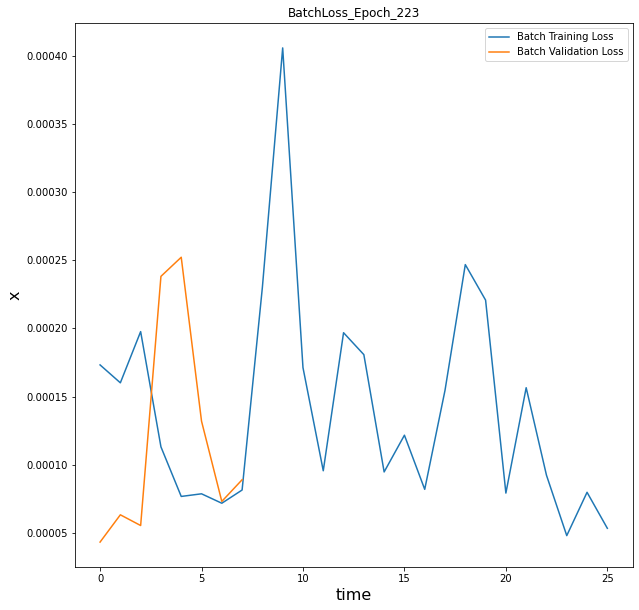 BatchLoss_Epoch_223
Batch Training Loss
Batch Validation Loss
0.00040
0.00035
0.00030
0.00025
0.00020
0.00015
0.00010
0.00005
x
0 5 10 15 20 25
time